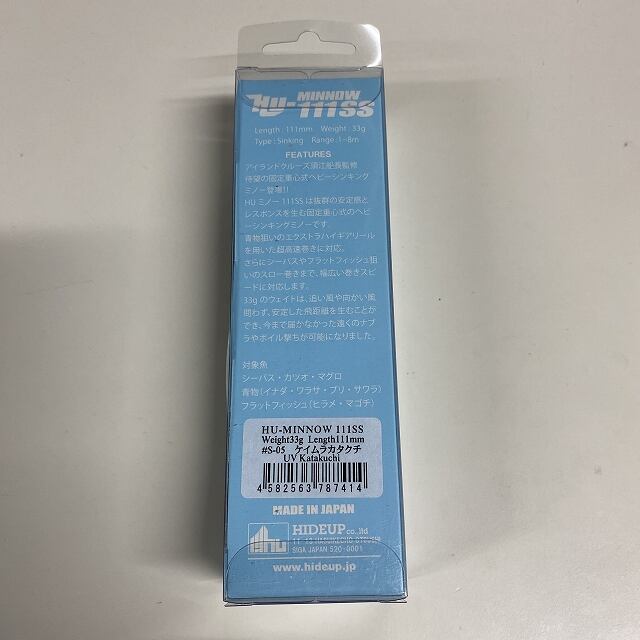 HU-MINNOW
111SS
Length : 111mm Weight : 33g
Type : Sinking Range : 1~8m
FEATURES
アイランドクルーズ須江船長監修
待望の固定重心式ヘビーシンキング
ミノー登場!!
HU ミノー 111SS は抜群の安定感と
レスポンスを生む固定重心式のヘビ
ーシンキングミノーです。
青物狙いのエクストラハイギアリール
を用いた超高速巻きに対応。
さらにシーバスやフラットフィッシュ狙
いのスロー巻きまで、幅広い巻きスピ
ードに対応します。
33g のウェイトは、追い風や向かい風
問わず、安定した飛距離を生むことが
でき、今まで届かなかった遠くのナブ
ラやボイル撃ちが可能になりました。
対象魚
シーバス・カツオ・マグロ
青物(イナダ・ワラサ・ブリ・サワラ)
フラットフィッシュ(ヒラメ・マゴチ)
HU-MINNOW 111SS
Weight33g Length111mm
#S-05 ケイムラカタクチ
UV Katakuchi
4 582563 787414
MADE IN JAPAN
HIDEUP co.,ltd
SIGA JAPAN 520-0001
www.hideup.jp